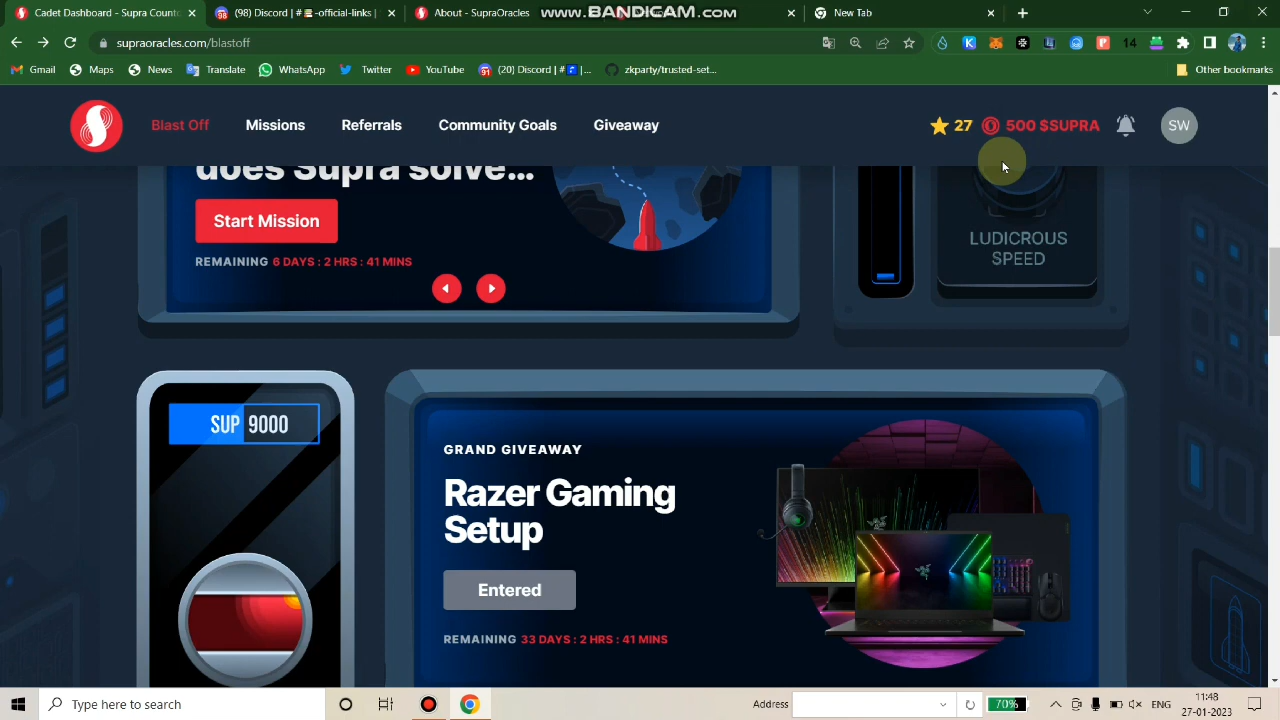 Cadet Dashboard - Supra Count
(98) Discord | #
-official-links |
About - SupraOracles
WWW.BANDICAM.COM
New Tab
supraoracles.com/blastoff
Gmail
Maps
News
Translate
WhatsApp
Twitter
YouTube
(20) Discord |
zkparty/trusted-set...
Other bookmarks
Blast Off
Missions
Referrals
Community Goals
Giveaway
27
500 $SUPRA
SW
does Supra solve...
Start Mission
REMAINING 6 DAYS : 2 HRS : 41 MINS
LUDICROUS
SPEED
SUP 9000
GRAND GIVEAWAY
Razer Gaming
Setup
Entered
REMAINING 33 DAYS : 2 HRS : 41 MINS
Type here to search
Address
70%
ENG
11:48
27-01-2023